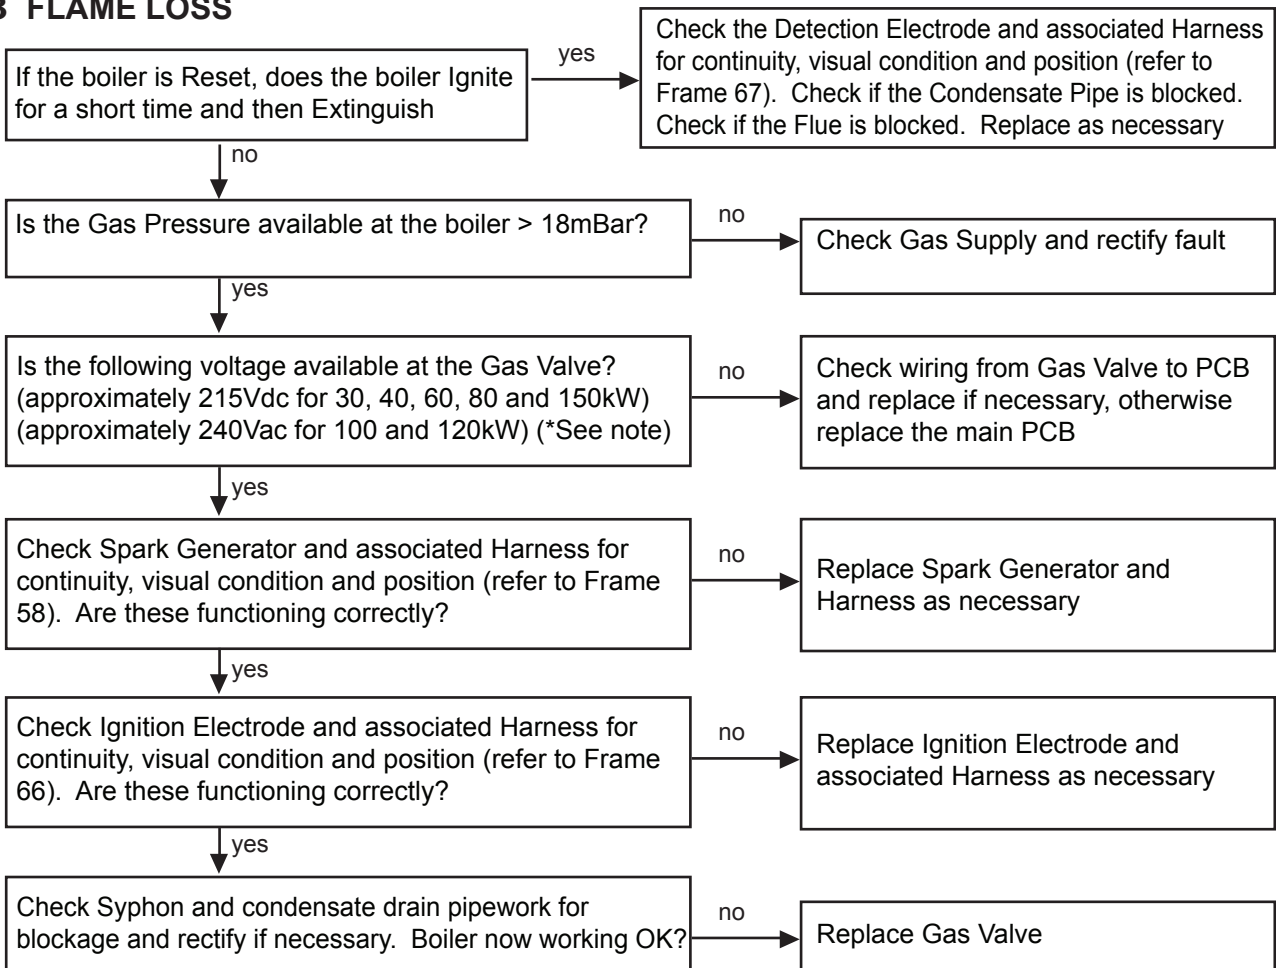 FLAME LOSS
If the boiler is Reset, does the boiler Ignite
for a short time and then Extinguish
yes
Check the Detection Electrode and associated Harness
for continuity, visual condition and position (refer to
Frame 67).  Check if the Condensate Pipe is blocked.
Check if the Flue is blocked.  Replace as necessary
no
Is the Gas Pressure available at the boiler > 18mBar?
no
Check Gas Supply and rectify fault
yes
Is the following voltage available at the Gas Valve?
(approximately 215Vdc for 30, 40, 60, 80 and 150kW)
(approximately 240Vac for 100 and 120kW) (*See note)
no
Check wiring from Gas Valve to PCB
and replace if necessary, otherwise
replace the main PCB
yes
Check Spark Generator and associated Harness for
continuity, visual condition and position (refer to Frame
58).  Are these functioning correctly?
no
Replace Spark Generator and
Harness as necessary
yes
Check Ignition Electrode and associated Harness for
continuity, visual condition and position (refer to Frame
66).  Are these functioning correctly?
no
Replace Ignition Electrode and
associated Harness as necessary
yes
Check Syphon and condensate drain pipework for
blockage and rectify if necessary.  Boiler now working OK?
no
Replace Gas Valve